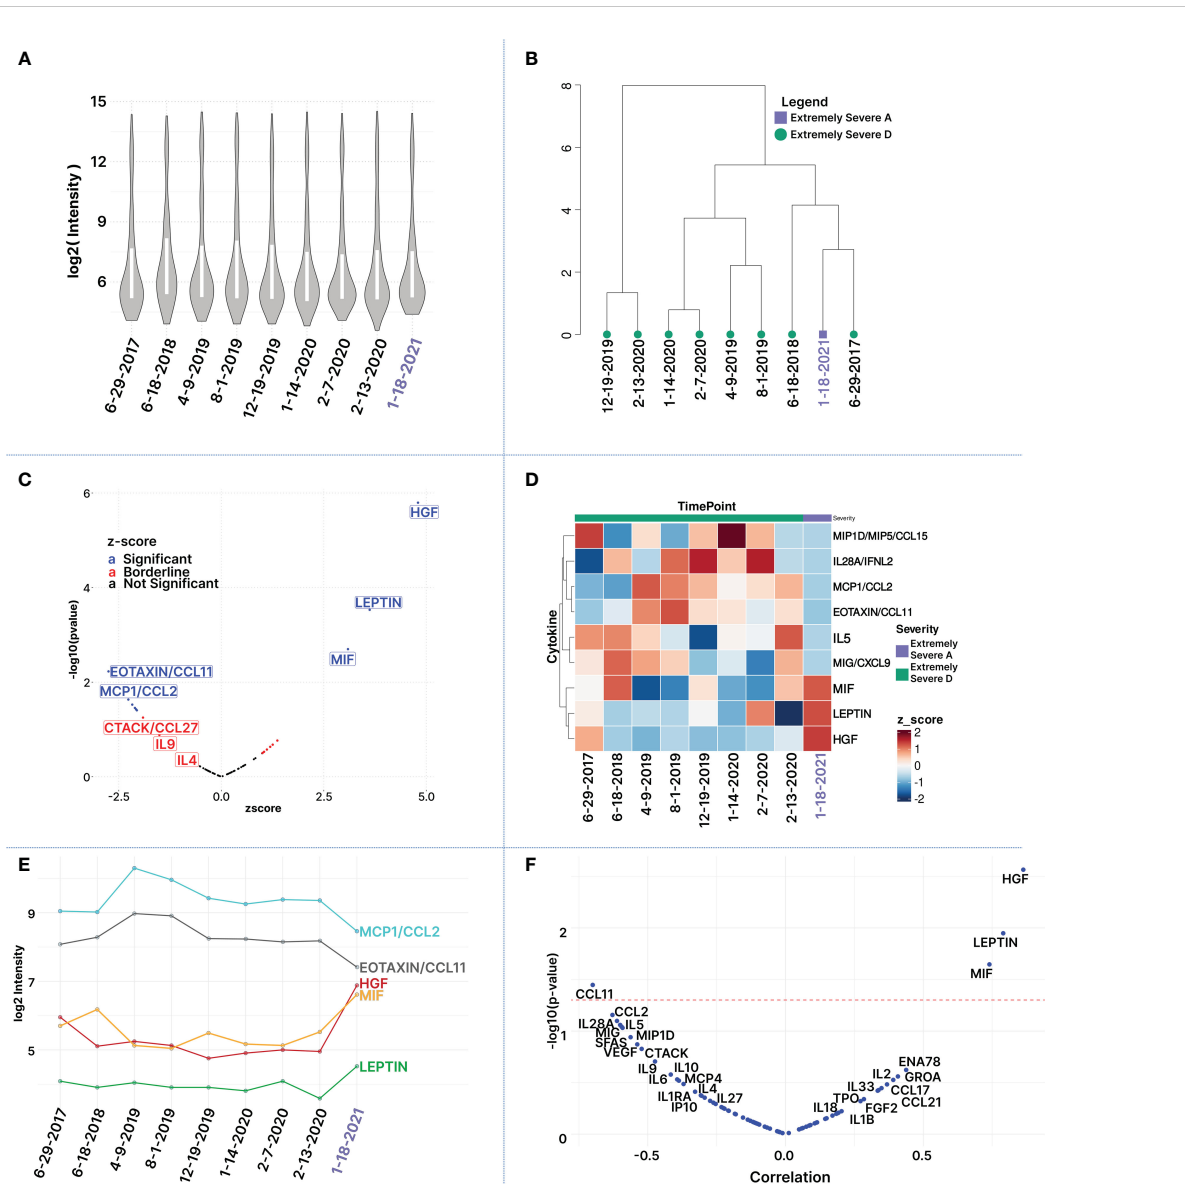 A
15
12
9
6
log2( Intensity )
6-29-2017
6-18-2018
4-9-2019
8-1-2019
12-19-2019
1-14-2020
2-7-2020
2-13-2020
1-18-2021
B
8
6
4
2
0
Legend
Extremely Severe A
Extremely Severe D
12-19-2019
2-13-2020
1-14-2020
2-7-2020
4-9-2019
8-1-2019
6-18-2018
1-18-2021
6-29-2017
C
6
4
2
0
-log10(pvalue)
z-score
a Significant
a Borderline
a Not Significant
HGF
LEPTIN
MIF
EOTAXIN/CCL11
MCP1/CCL2
CTACK/CCL27
IL9
IL4
-2.5
0.0
2.5
5.0
zscore
D
TimePoint
Severity
Cytokine
MIP1D/MIP5/CCL15
IL28A/IFNL2
MCP1/CCL2
EOTAXIN/CCL11
IL5
MIG/CXCL9
MIF
LEPTIN
HGF
6-29-2017
6-18-2018
4-9-2019
8-1-2019
12-19-2019
1-14-2020
2-7-2020
2-13-2020
1-18-2021
Severity
Extremely
Severe A
Extremely
Severe D
z_score
2
1
0
-1
-2
E
9
7
5
log2 Intensity
MCP1/CCL2
EOTAXIN/CCL11
HGF
MIF
LEPTIN
6-29-2017
6-18-2018
4-9-2019
8-1-2019
12-19-2019
1-14-2020
2-7-2020
2-13-2020
1-18-2021
F
2
1
0
-log10(p-value)
HGF
LEPTIN
MIF
CCL11
CCL2
IL28A
IL5
MIG
MIP1D
SFAS
VEGF
CTACK
IL9
IL10
IL6
MCP4
IL4
IL1RA
IL27
IP10
ENA78
IL2
GROA
IL33
CCL17
TPO
CCL21
IL18
FGF2
IL1B
-0.5
0.0
0.5
Correlation